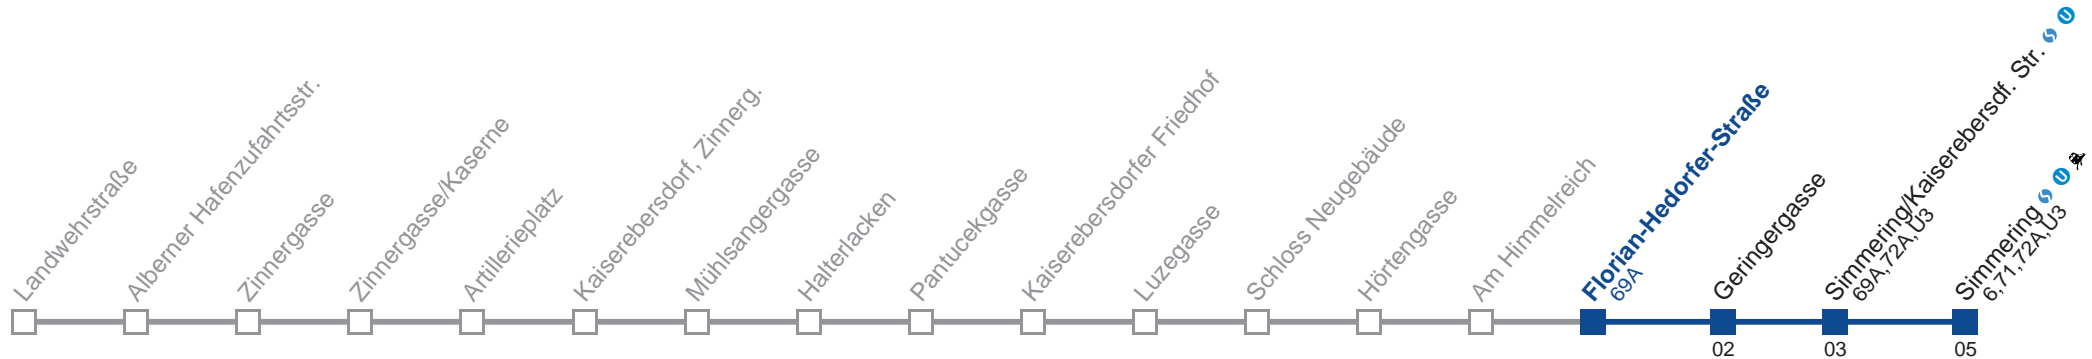 Landwehrstraße
Alberner Hafenzufahrtsstr.
Zinnergasse
Zinnergasse/Kaserne
Artillerieplatz
Kaiserebersdorf, Zinnerg.
Mühlsangergasse
Halterlacken
Pantucekgasse
Kaiserebersdorfer Friedhof
Luzegasse
Schloss Neugebäude
Hörtengasse
Am Himmelreich
Florian-Hedorfer-Straße
69A
Geringergasse
02
Simmering/Kaiserebersdf. Str. S U
69A,72A,U3
03
Simmering S U
6,71,72A,U3
05